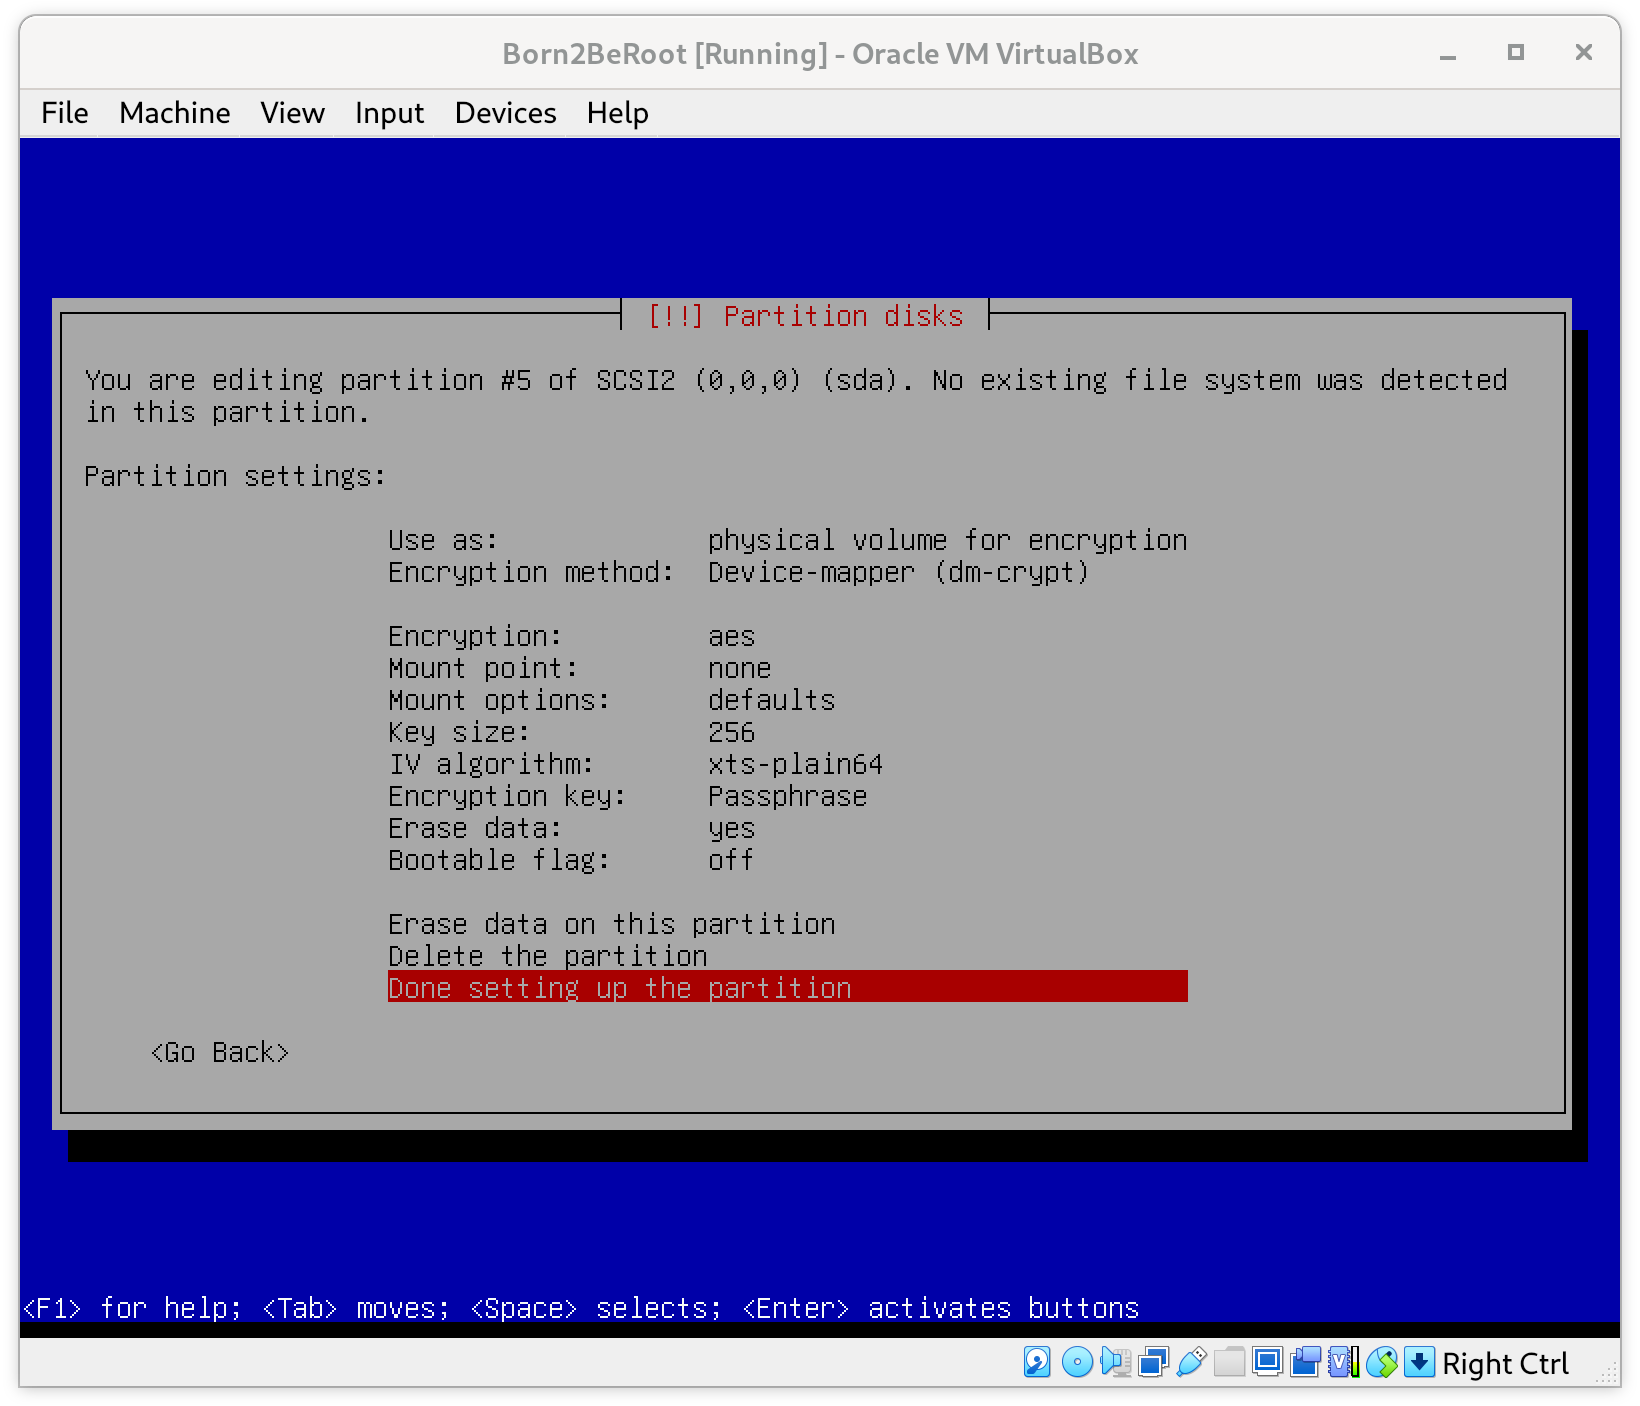 Born2BeRoot [Running] - Oracle VM VirtualBox
File Machine View Input Devices Help
[!!] Partition disks
You are editing partition #5 of SCSI2 (0,0,0) (sda). No existing file system was detected
in this partition.
Partition settings:
Use as: physical volume for encryption
Encryption method: Device-mapper (dm-crypt)
Encryption: aes
Mount point: none
Mount options: defaults
Key size: 256
IV algorithm: xts-plain64
Encryption key: Passphrase
Erase data: yes
Bootable flag: off
Erase data on this partition
Delete the partition
Done setting up the partition
<Go Back>
<F1> for help; <Tab> moves; <Space> selects; <Enter> activates buttons
Right Ctrl